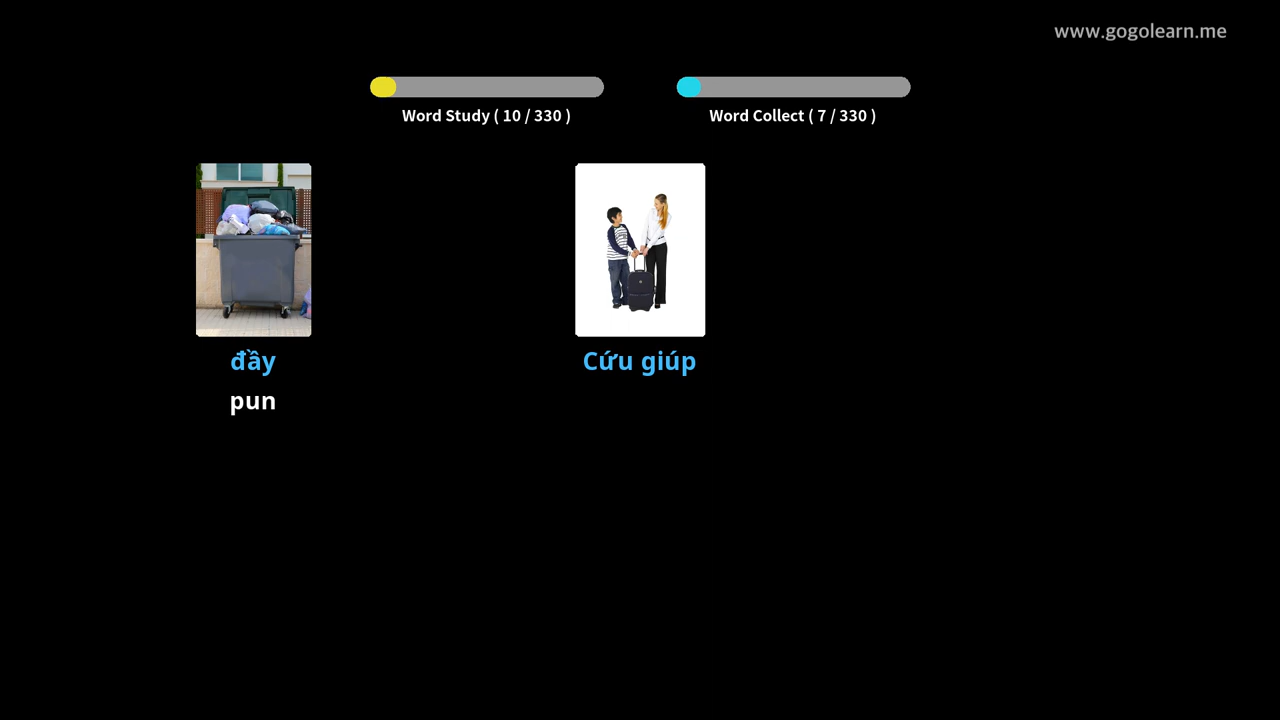 www.gogolearn.me
Word Study ( 10 / 330 )
Word Collect ( 7 / 330 )
đầy
pun
Cứu giúp